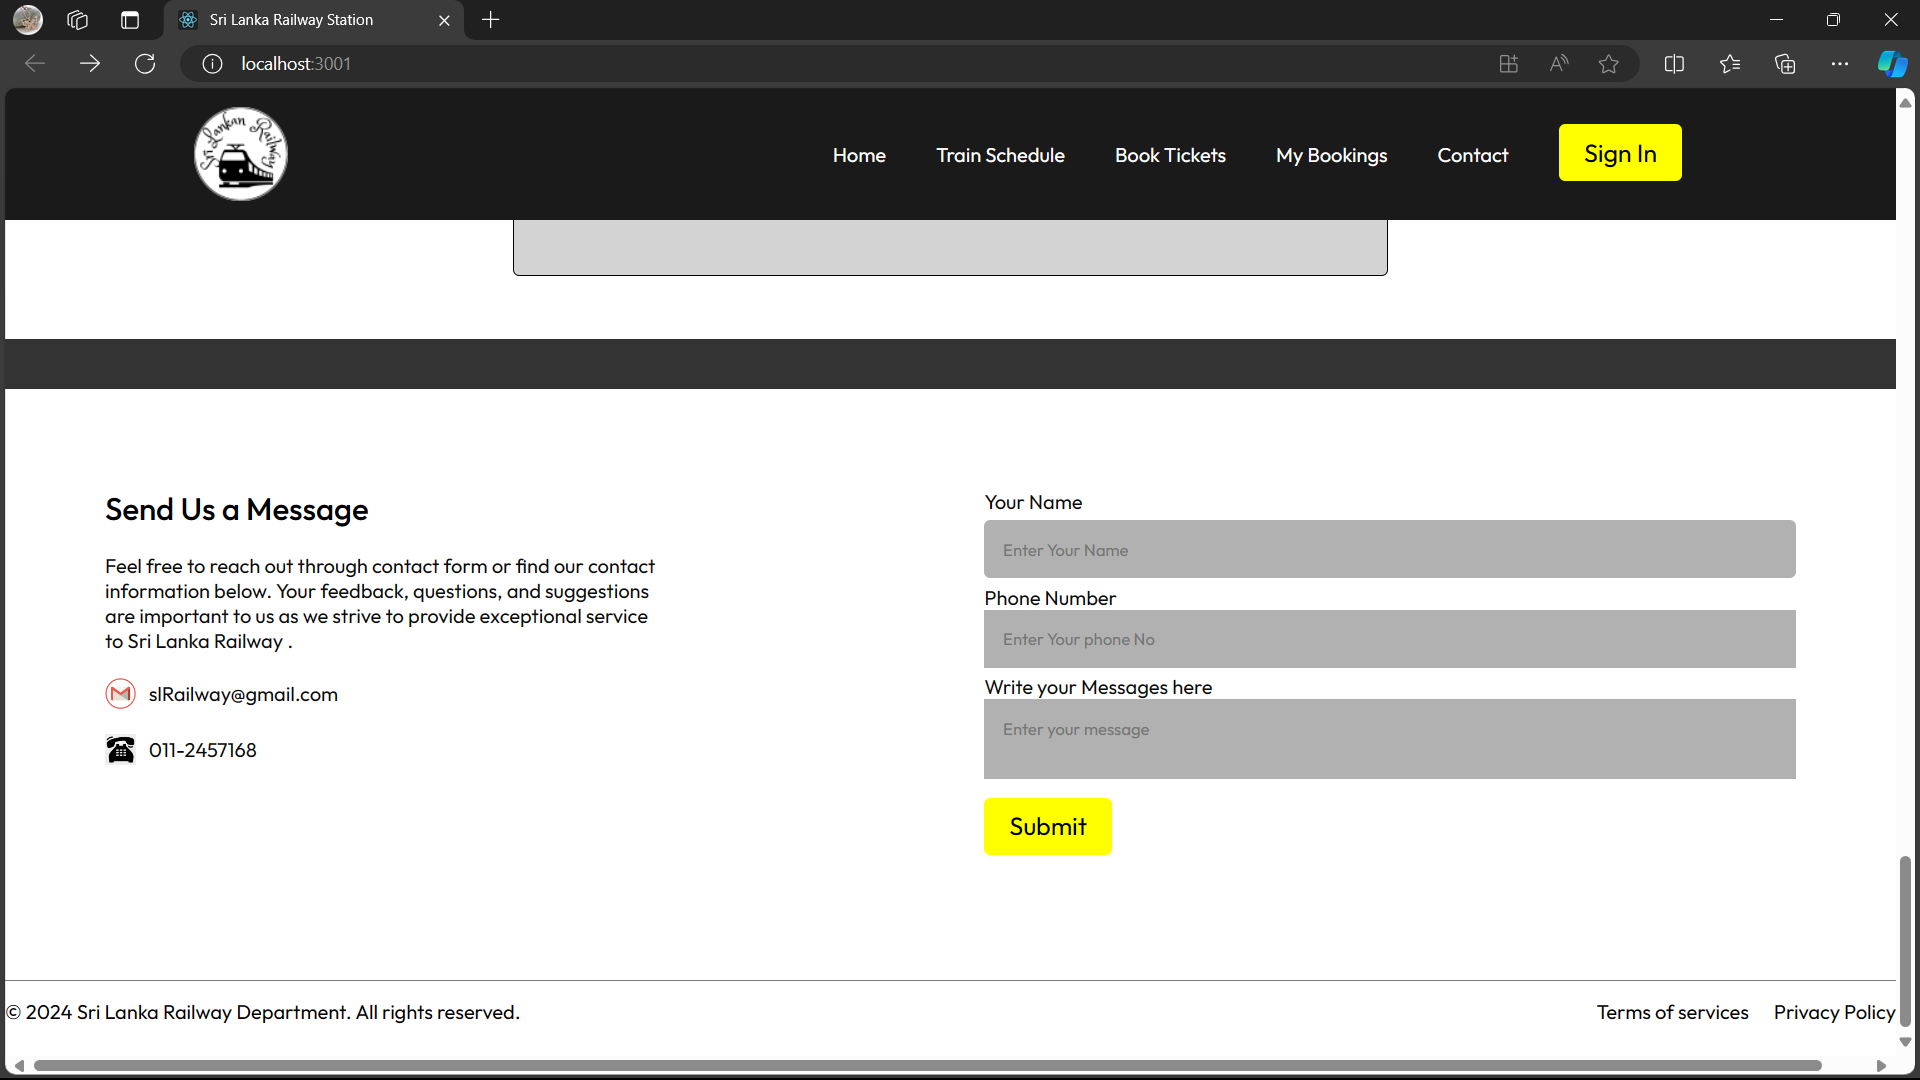 Sri Lanka Railway Station
localhost:3001
Sri Lankan Railway
Home
Train Schedule
Book Tickets
My Bookings
Contact
Sign In
Send Us a Message
Feel free to reach out through contact form or find our contact
information below. Your feedback, questions, and suggestions
are important to us as we strive to provide exceptional service
to Sri Lanka Railway .
slRailway@gmail.com
011-2457168
Your Name
Enter Your Name
Phone Number
Enter Your phone No
Write your Messages here
Enter your message
Submit
© 2024 Sri Lanka Railway Department. All rights reserved.
Terms of services
Privacy Policy